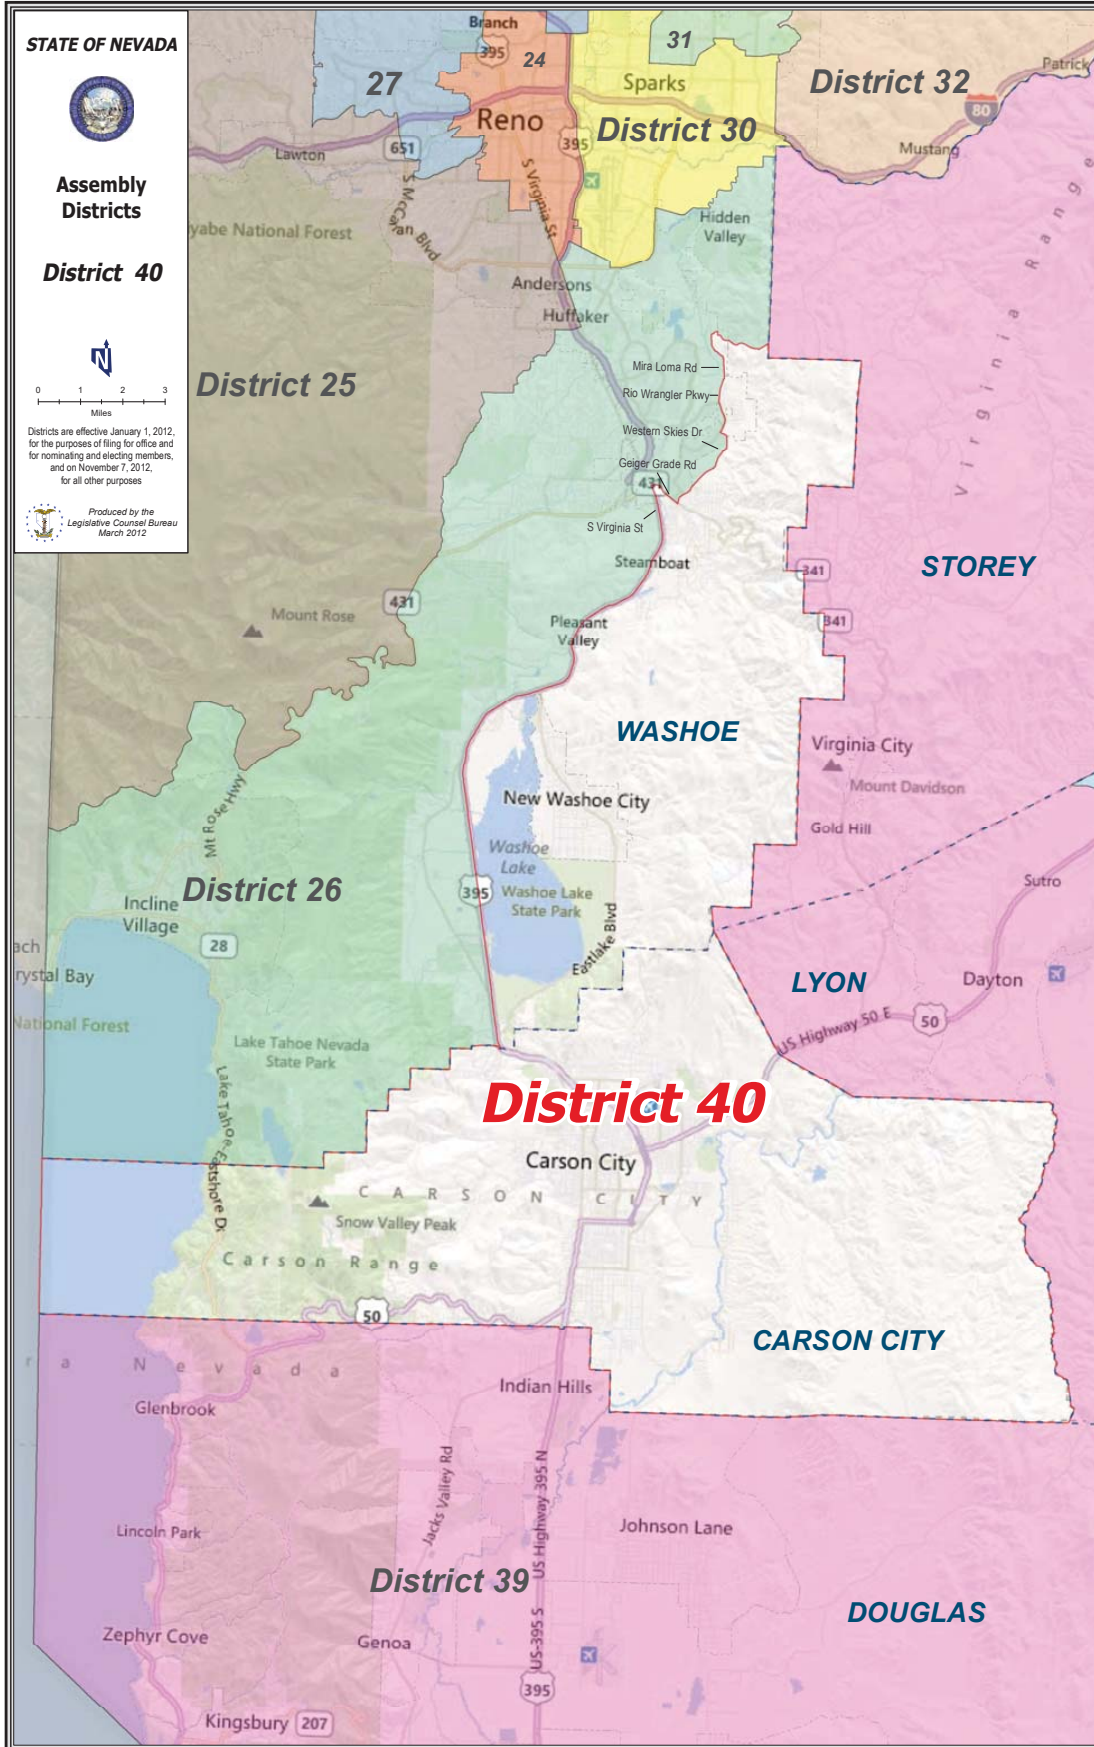 STATE OF NEVADA
Assembly
Districts
District 40
N
0 1 2 3
Miles
Districts are effective January 1, 2012,
for the purposes of filing for office and
for nominating and electing members,
and on November 7, 2012,
for all other purposes
Produced by the
Legislative Counsel Bureau
March 2012
Branch
395
24
31
27
Sparks
District 32
Patrick
80
Reno
District 30
395
Mustang
Lawton
651
S Virginia St
S McCarran Blvd
yabe National Forest
Hidden
Valley
Virginia Range
Andersons
Huffaker
Mira Loma Rd
District 25
Rio Wrangler Pkwy
Western Skies Dr
Geiger Grade Rd
431
S Virginia St
Steamboat
341
STOREY
431
Mount Rose
Pleasant
Valley
341
WASHOE
Virginia City
Mount Davidson
Mt Rose Hwy
New Washoe City
Gold Hill
Washoe
Lake
District 26
395
Washoe Lake
State Park
Sutro
Incline
Village
28
Eastlake Blvd
ach
rystal Bay
LYON
Dayton
National Forest
US Highway 50 E
50
Lake Tahoe Nevada
State Park
Lake Tahoe-Eastshore Dr
District 40
Carson City
CARSON CITY
Snow Valley Peak
Carson Range
50
CARSON CITY
ra Nevada
Indian Hills
Glenbrook
Jacks Valley Rd
US Highway 395 N
Lincoln Park
Johnson Lane
District 39
DOUGLAS
Zephyr Cove
Genoa
US-395 S
395
Kingsbury 207